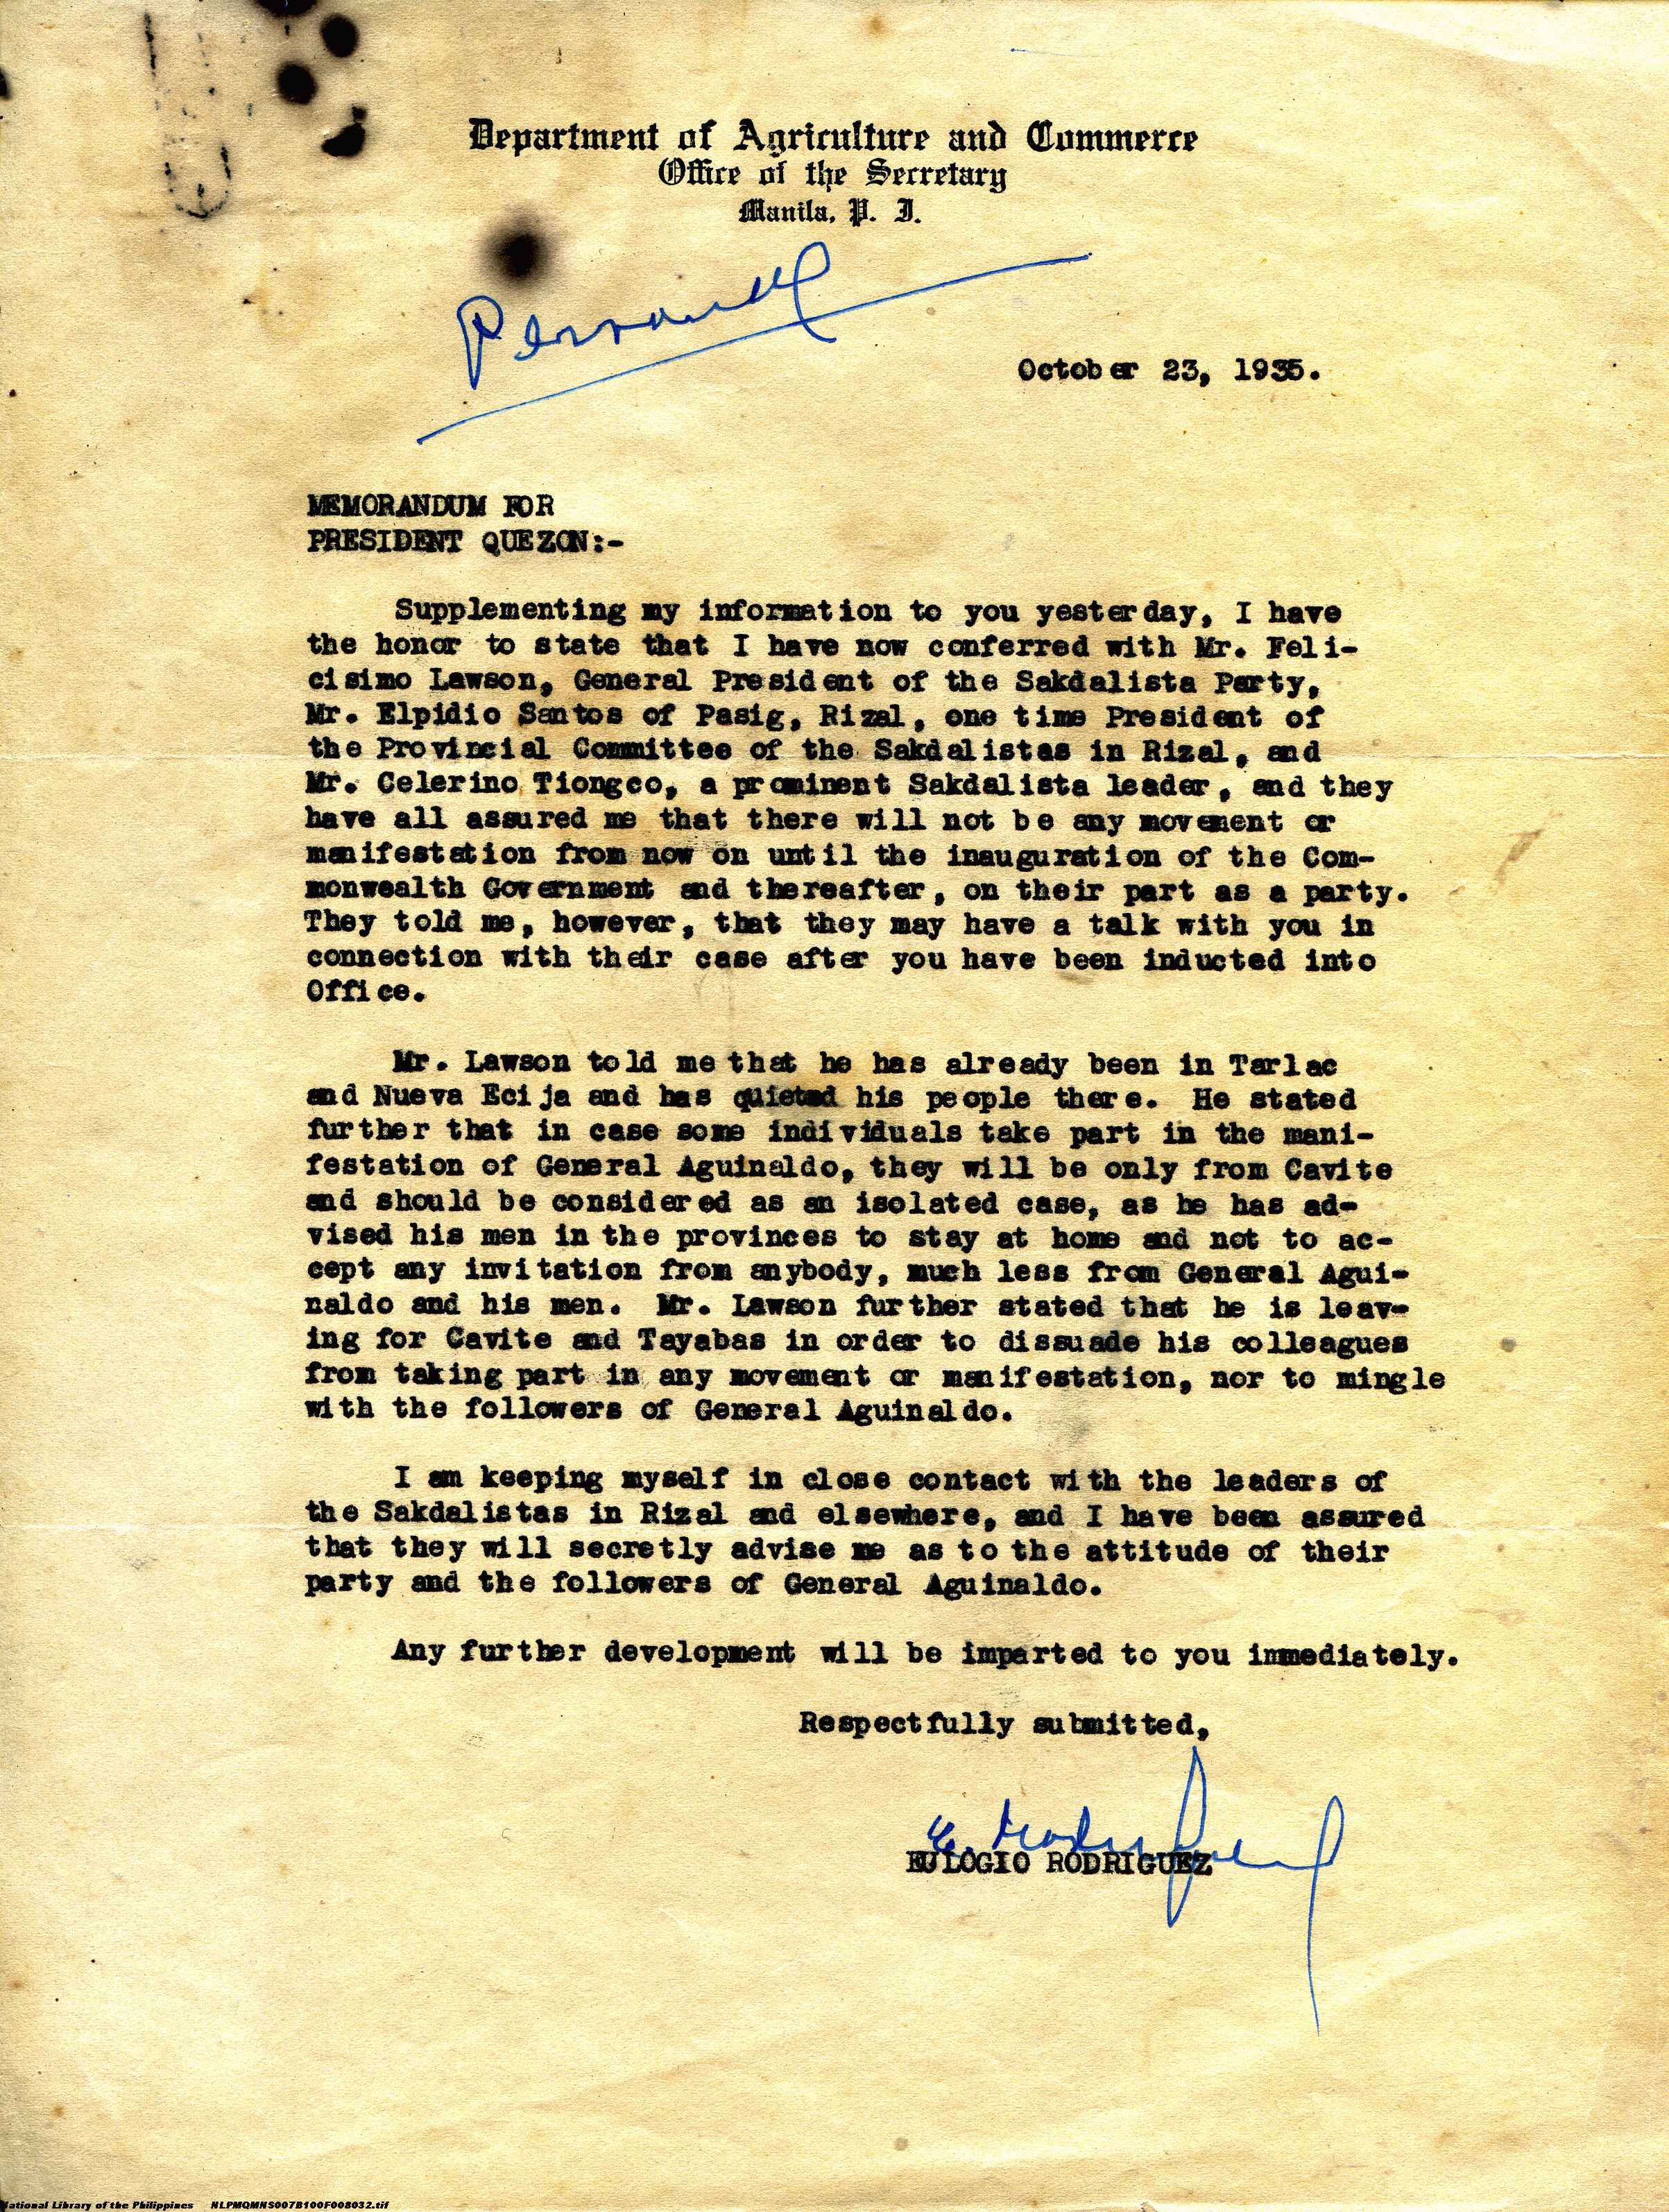 Department of Agriculture and Commerce
Office of the Secretary
Manila, P. I.
Personal
October 23, 1935.
MEMORANDUM FOR
PRESIDENT QUEZON:-
Supplementing my information to you yesterday, I have
the honor to state that I have now conferred with Mr. Feli-
cisimo Lawson, General President of the Sakdalista Party,
Mr. Elpidio Santos of Pasig, Rizal, one time President of
the Provincial Committee of the Sakdalistas in Rizal, and
Mr. Celerino Tiongco, a prominent Sakdalista leader, and they
have all assured me that there will not be any movement or
manifestation from now on until the inauguration of the Com-
monwealth Government and thereafter, on their part as a party.
They told me, however, that they may have a talk with you in
connection with their case after you have been inducted into
Office.
Mr. Lawson told me that he has already been in Tarlac
and Nueva Ecija and has quieted his people there. He stated
further that in case some individuals take part in the mani-
festation of General Aguinaldo, they will be only from Cavite
and should be considered as an isolated case, as he has ad-
vised his men in the provinces to stay at home and not to ac-
cept any invitation from anybody, much less from General Agui-
naldo and his men. Mr. Lawson further stated that he is leav-
ing for Cavite and Tayabas in order to dissuade his colleagues
from taking part in any movement or manifestation, nor to mingle
with the followers of General Aguinaldo.
I am keeping myself in close contact with the leaders of
the Sakdalistas in Rizal and elsewhere, and I have been assured
that they will secretly advise me as to the attitude of their
party and the followers of General Aguinaldo.
Any further development will be imparted to you immediately.
Respectfully submitted,
E. Rodriguez
EULOGIO RODRIGUEZ
National Library of the Philippines NLPMQMNS007B100F008032.tif